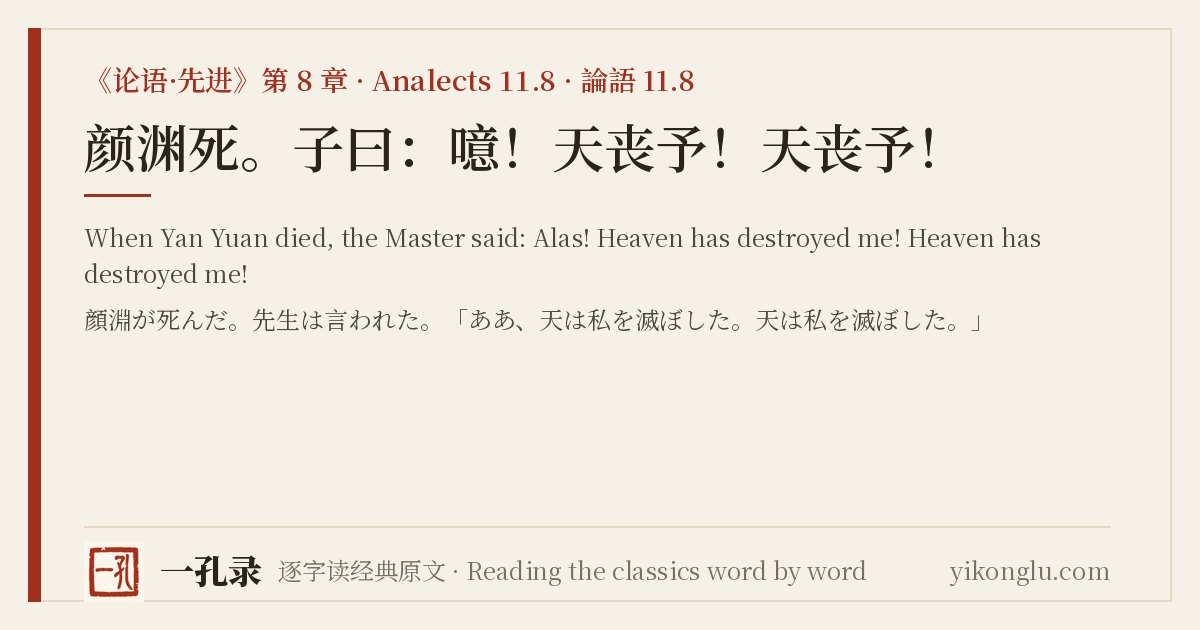 《论语·先进》第 8 章 · Analects 11.8 · 論語 11.8
颜渊死。子曰：噫！天丧予！天丧予！
When Yan Yuan died, the Master said: Alas! Heaven has destroyed me! Heaven has
destroyed me!
顔淵が死んだ。先生は言われた。「ああ、天は私を滅ぼした。天は私を滅ぼした。」
一孔
一孔录 逐字读经典原文 · Reading the classics word by word yikonglu.com